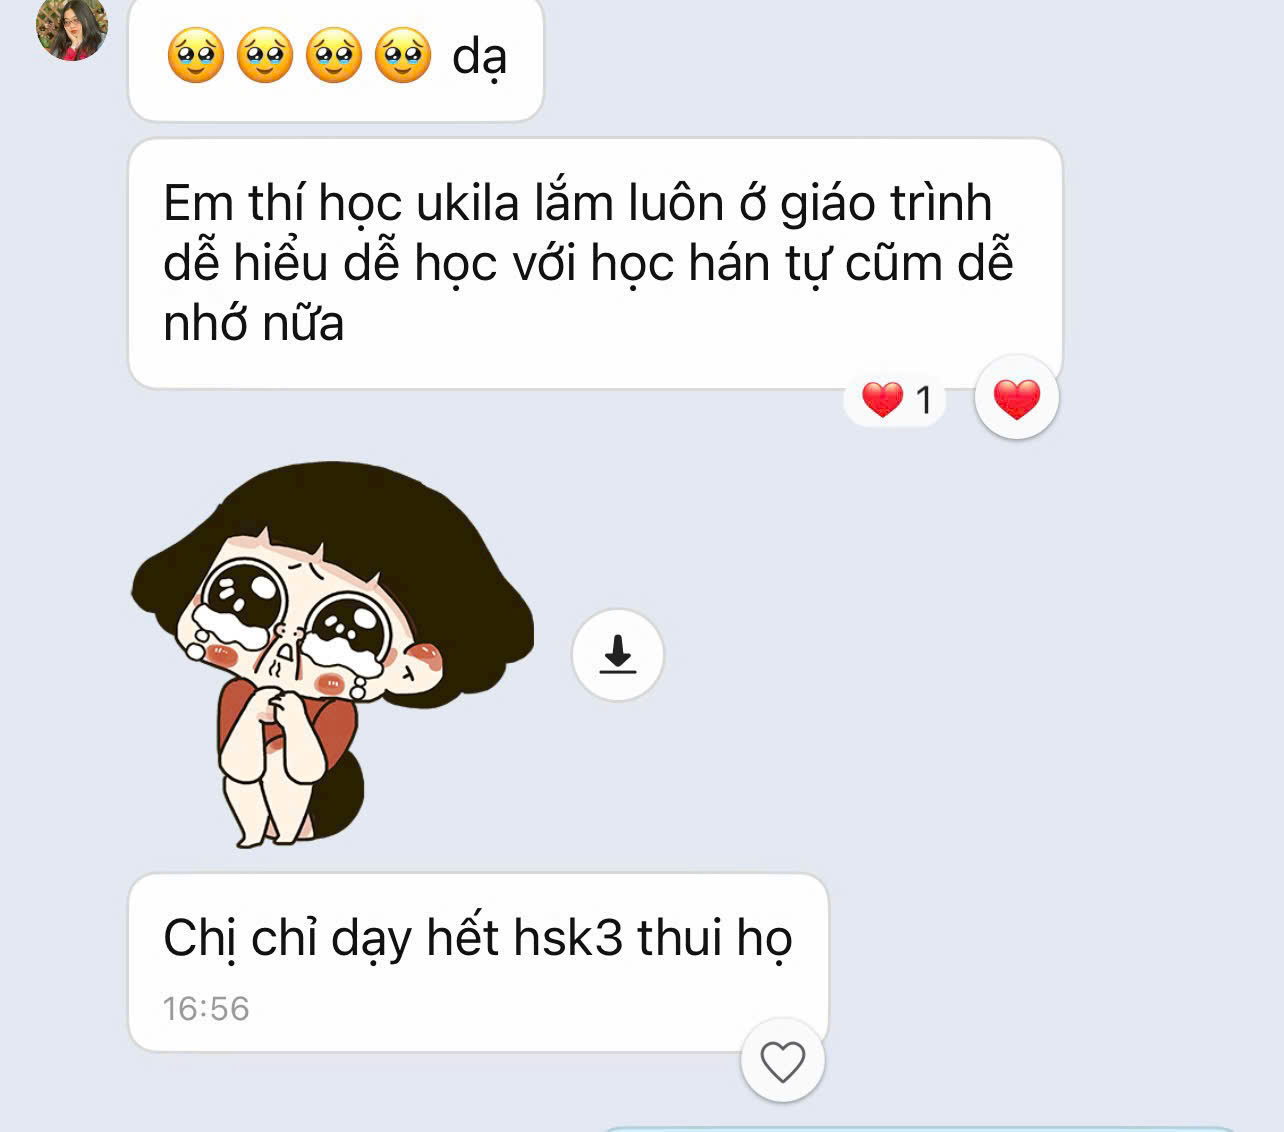 🥹🥹🥹🥹 dạ
Em thí học ukila lắm luôn ớ giáo trình
dễ hiểu dễ học với học hán tự cũm dễ
nhớ nữa
❤️ 1
Chị chỉ dạy hết hsk3 thui họ
16:56